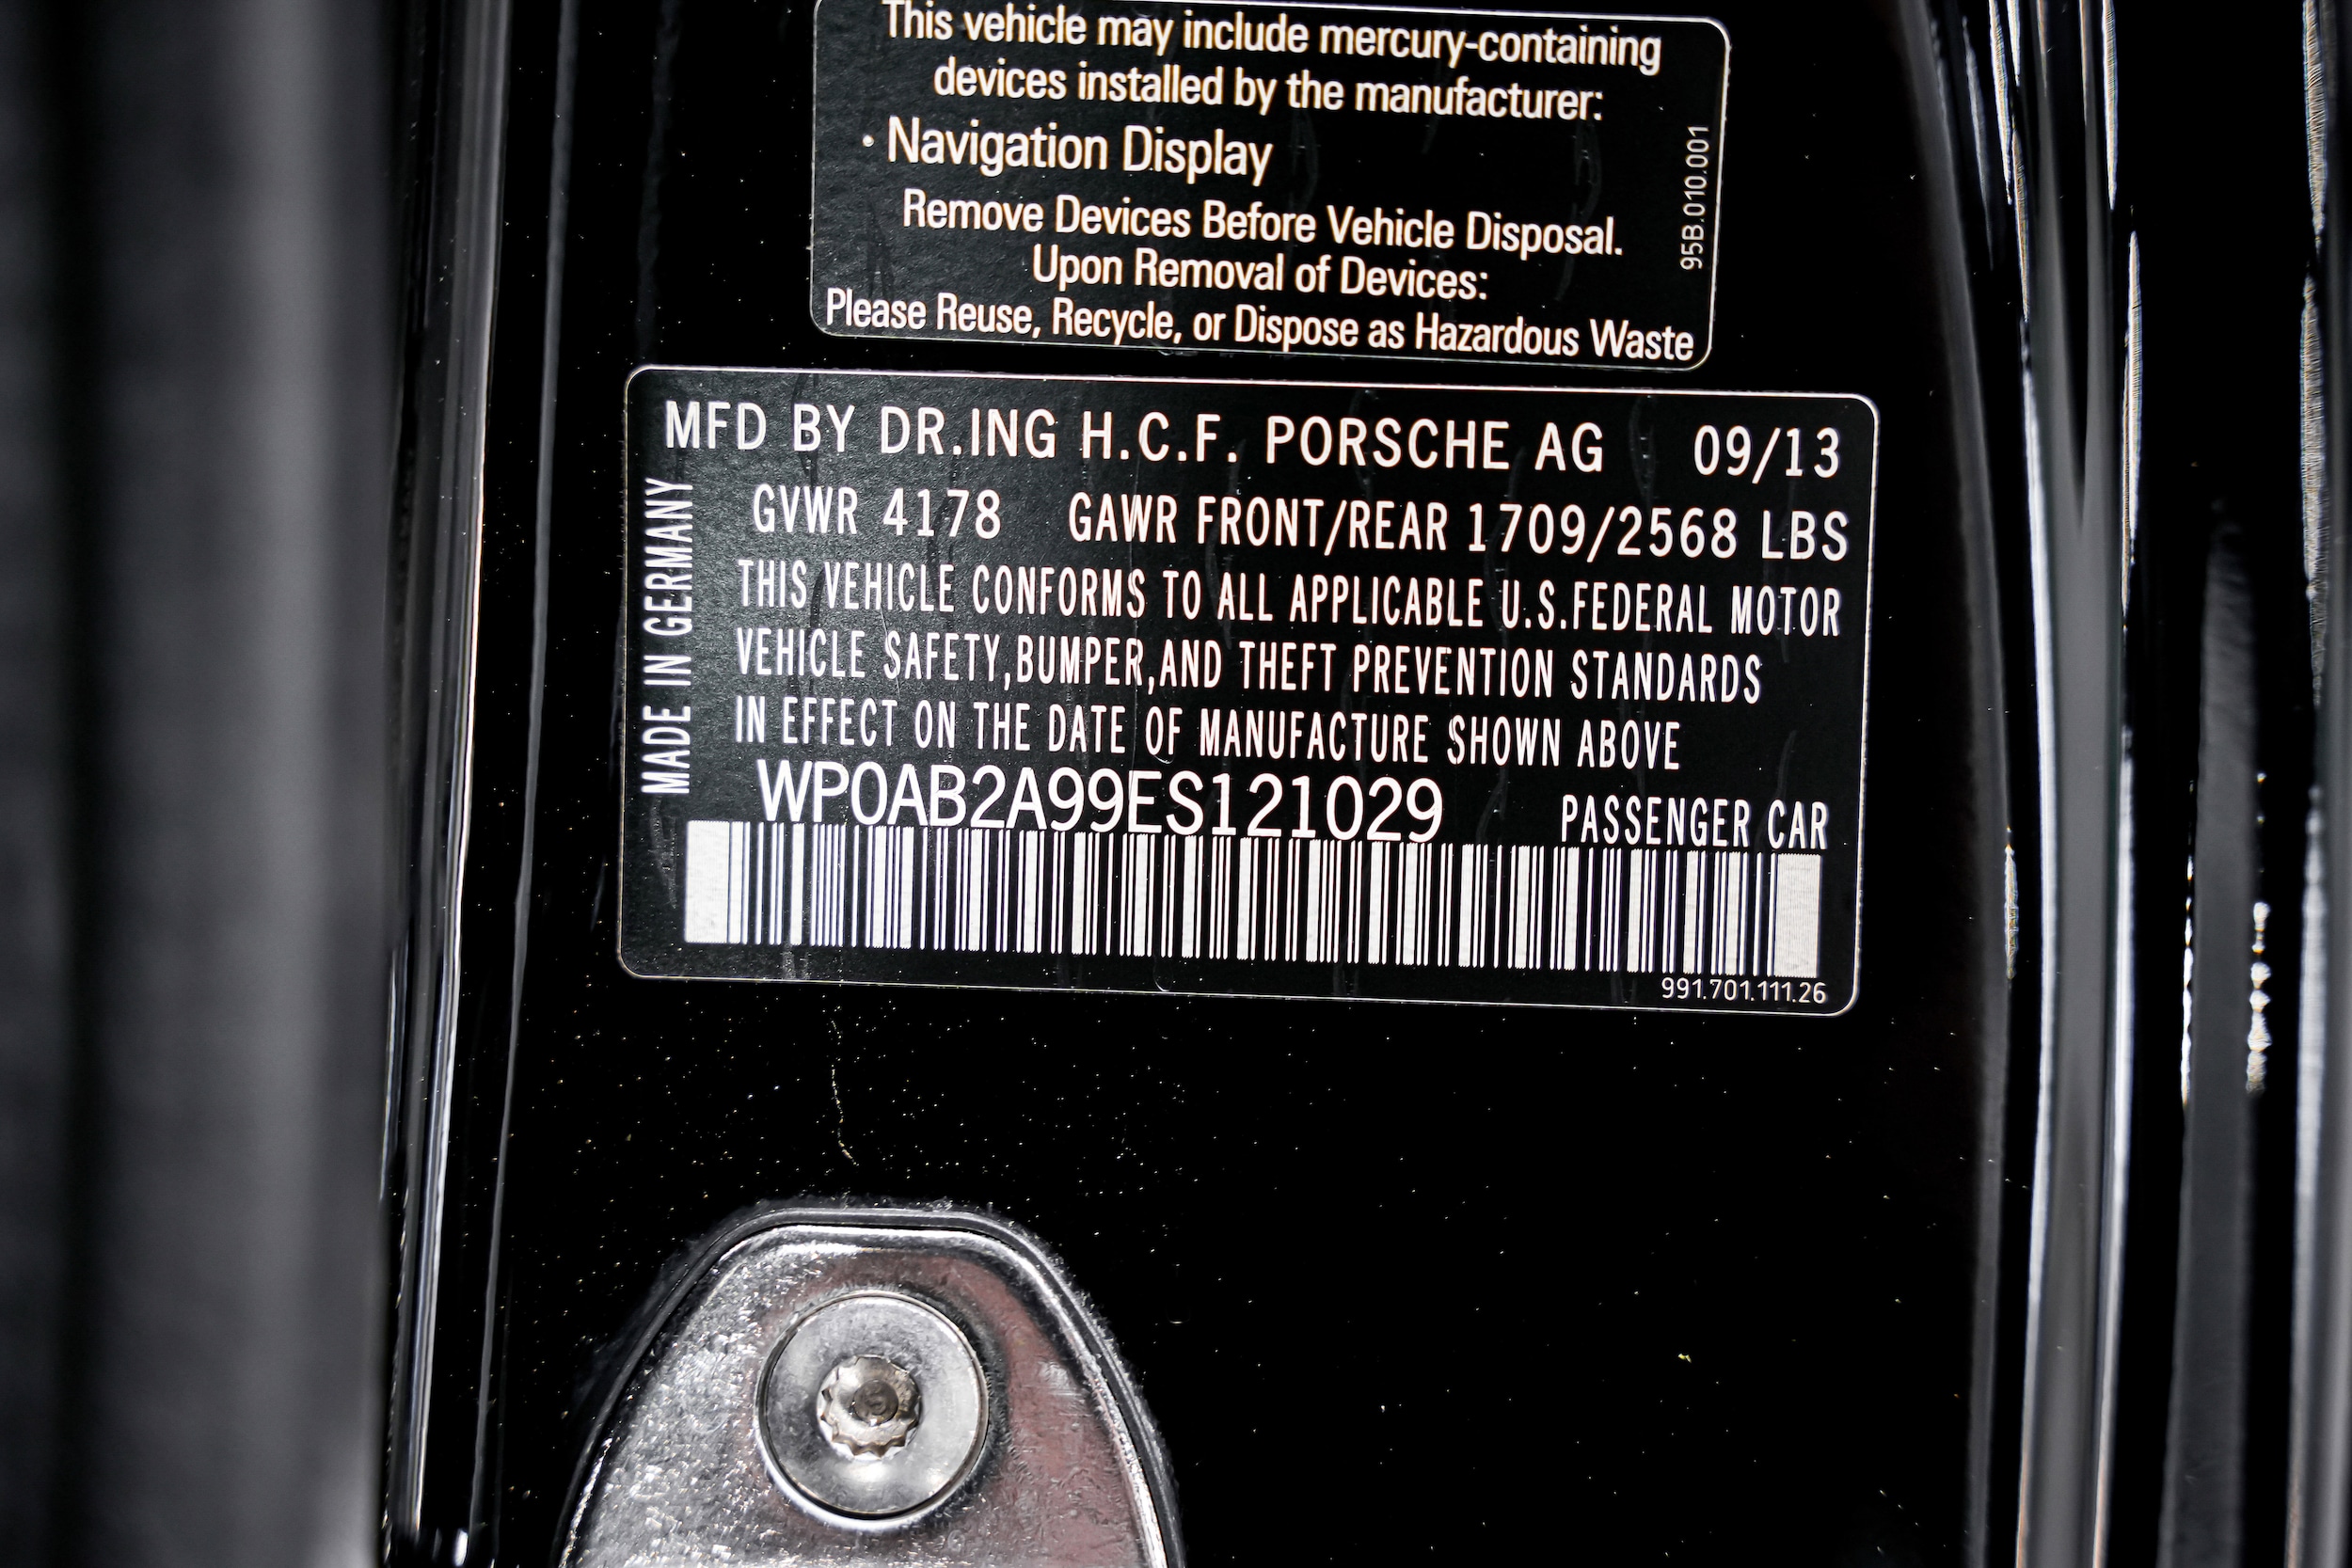 This vehicle may include mercury-containing
devices installed by the manufacturer:
· Navigation Display
Remove Devices Before Vehicle Disposal.
Upon Removal of Devices:
Please Reuse, Recycle, or Dispose as Hazardous Waste
95B.010.001
MFD BY DR.ING H.C.F. PORSCHE AG 09/13
GVWR 4178 GAWR FRONT/REAR 1709/2568 LBS
THIS VEHICLE CONFORMS TO ALL APPLICABLE U.S.FEDERAL MOTOR
VEHICLE SAFETY,BUMPER,AND THEFT PREVENTION STANDARDS
IN EFFECT ON THE DATE OF MANUFACTURE SHOWN ABOVE
WP0AB2A99ES121029 PASSENGER CAR
MADE IN GERMANY
991.701.111.26